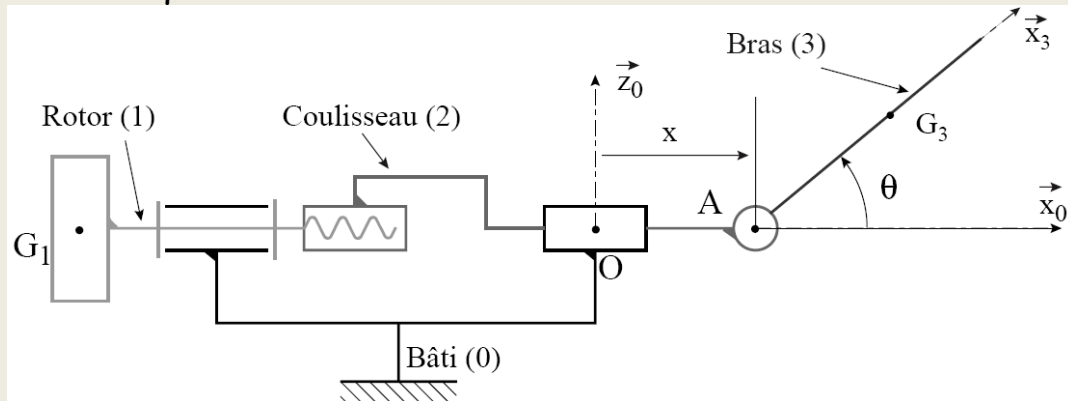 Bras (3)
x₃
z₀
Rotor (1)
Coulisseau (2)
x
G₃
A
θ
x₀
G₁
O
Bâti (0)